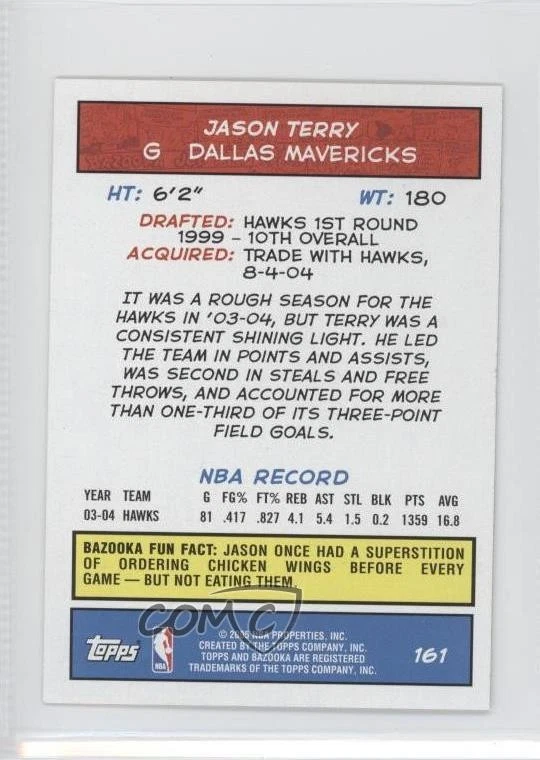 JASON TERRY
G DALLAS MAVERICKS
HT: 6'2" WT: 180
DRAFTED: HAWKS 1ST ROUND
1999 – 10TH OVERALL
ACQUIRED: TRADE WITH HAWKS,
8-4-04
IT WAS A ROUGH SEASON FOR THE
HAWKS IN '03-04, BUT TERRY WAS A
CONSISTENT SHINING LIGHT. HE LED
THE TEAM IN POINTS AND ASSISTS,
WAS SECOND IN STEALS AND FREE
THROWS, AND ACCOUNTED FOR MORE
THAN ONE-THIRD OF ITS THREE-POINT
FIELD GOALS.
NBA RECORD
YEAR TEAM G FG% FT% REB AST STL BLK PTS AVG
03-04 HAWKS 81 .417 .827 4.1 5.4 1.5 0.2 1359 16.8
BAZOOKA FUN FACT: JASON ONCE HAD A SUPERSTITION
OF ORDERING CHICKEN WINGS BEFORE EVERY
GAME — BUT NOT EATING THEM.
COMC
topps NBA
© 2005 NBA PROPERTIES, INC.
CREATED BY THE TOPPS COMPANY, INC.
TOPPS AND BAZOOKA ARE REGISTERED
TRADEMARKS OF THE TOPPS COMPANY, INC.
161